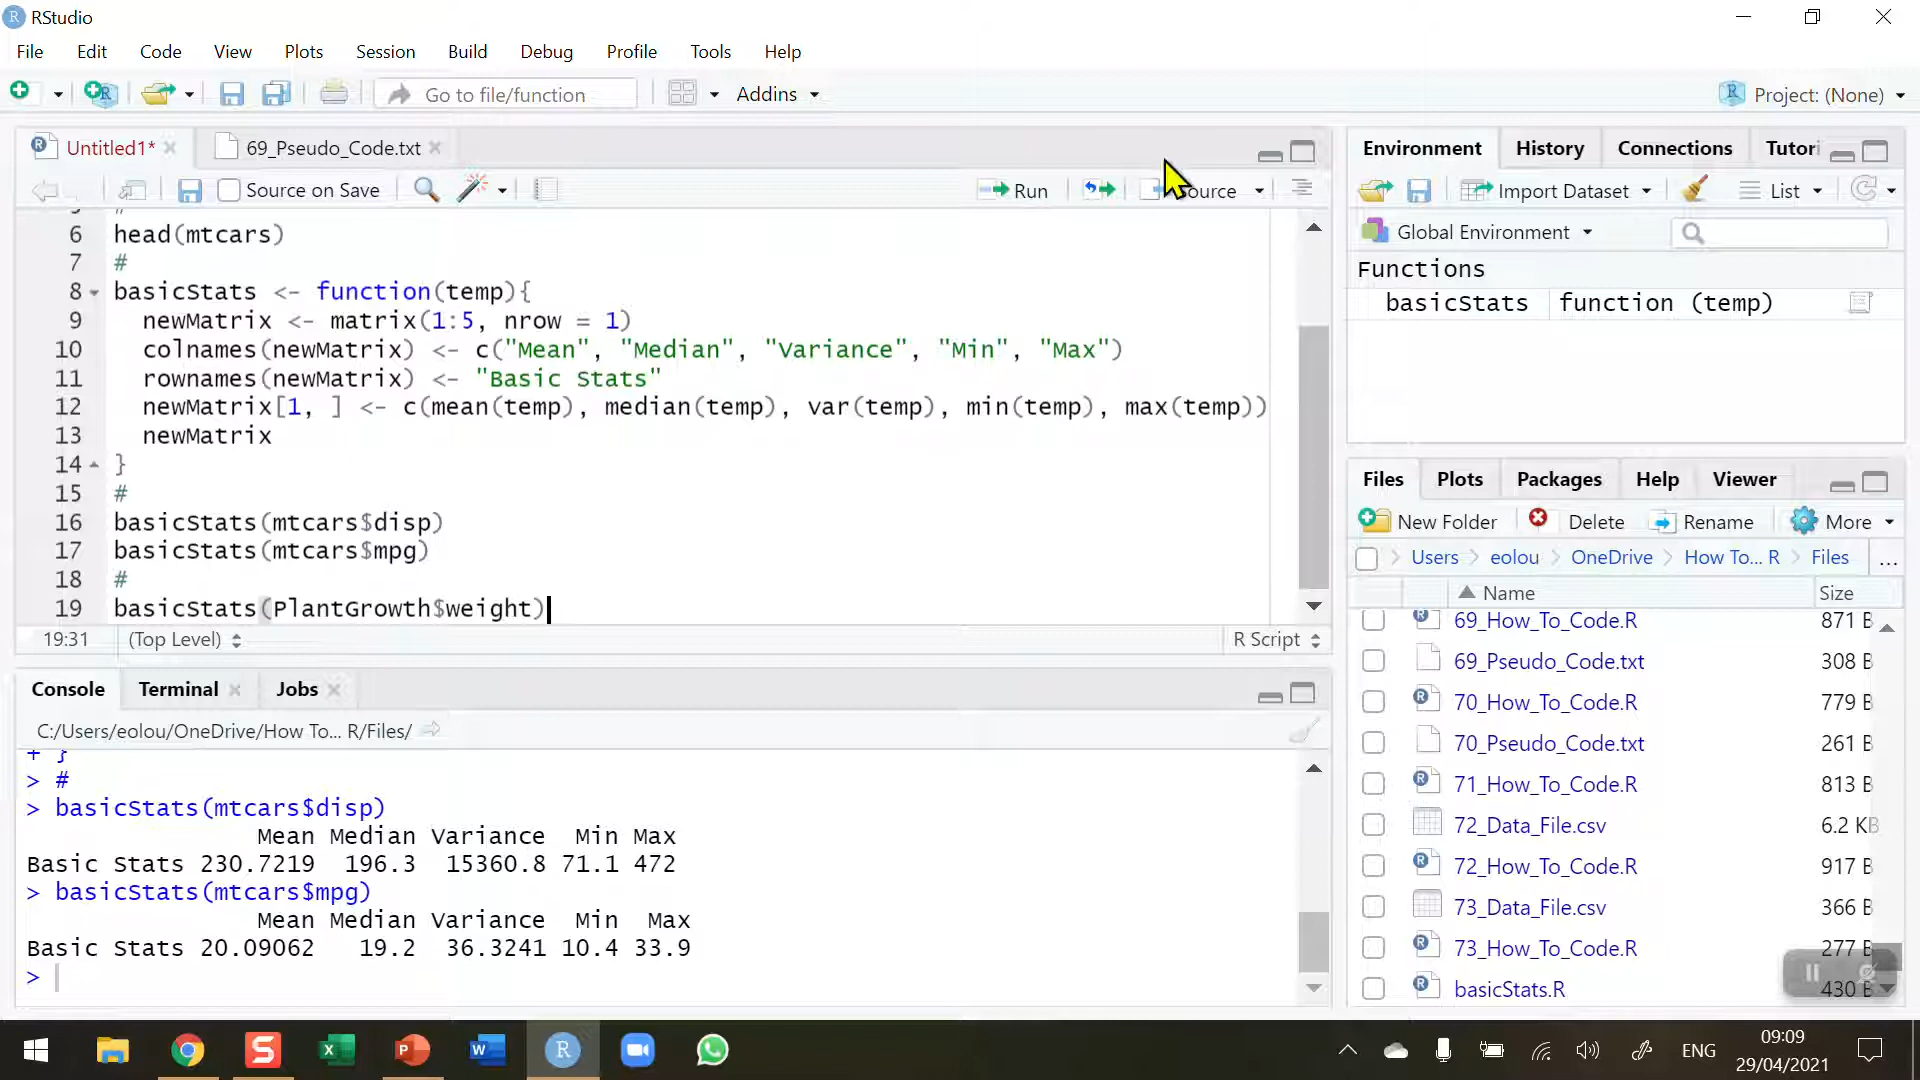 RStudio
File Edit Code View Plots Session Build Debug Profile Tools Help
Go to file/function Addins Project: (None)
Untitled1* 69_Pseudo_Code.txt
Source on Save Run Source
6 head(mtcars)
7 #
8 basicStats <- function(temp){
9 newMatrix <- matrix(1:5, nrow = 1)
10 colnames(newMatrix) <- c("Mean", "Median", "Variance", "Min", "Max")
11 rownames(newMatrix) <- "Basic Stats"
12 newMatrix[1, ] <- c(mean(temp), median(temp), var(temp), min(temp), max(temp))
13 newMatrix
14 }
15 #
16 basicStats(mtcars$disp)
17 basicStats(mtcars$mpg)
18 #
19 basicStats(PlantGrowth$weight)
19:31 (Top Level) R Script
Console Terminal Jobs
C:/Users/eolou/OneDrive/How To... R/Files/
+ }
> #
> basicStats(mtcars$disp)
Mean Median Variance Min Max
Basic Stats 230.7219 196.3 15360.8 71.1 472
> basicStats(mtcars$mpg)
Mean Median Variance Min Max
Basic Stats 20.09062 19.2 36.3241 10.4 33.9
>
Environment History Connections Tutori
Import Dataset List
Global Environment
Functions
basicStats function (temp)
Files Plots Packages Help Viewer
New Folder Delete Rename More
Users eolou OneDrive How To... R Files ...
Name Size
69_How_To_Code.R 871 B
69_Pseudo_Code.txt 308 B
70_How_To_Code.R 779 B
70_Pseudo_Code.txt 261 B
71_How_To_Code.R 813 B
72_Data_File.csv 6.2 KB
72_How_To_Code.R 917 B
73_Data_File.csv 366 B
73_How_To_Code.R 277 B
basicStats.R 430 B
ENG
09:09
29/04/2021